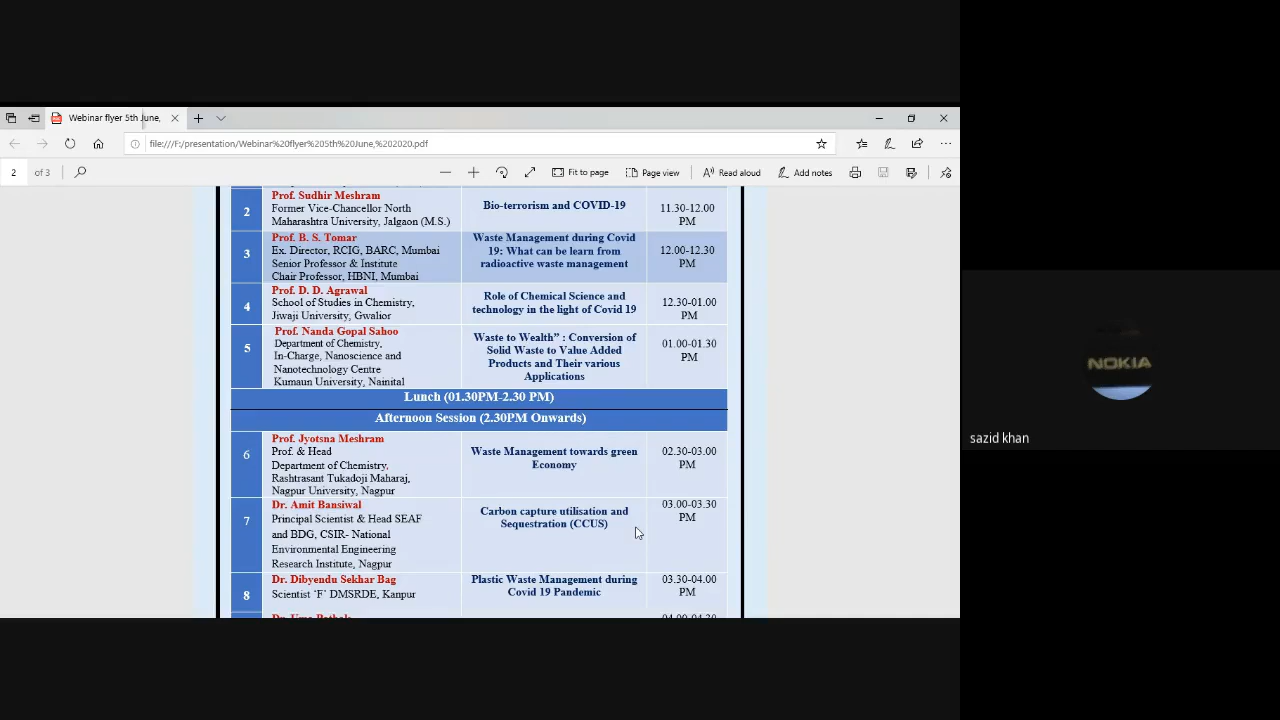 Webinar flyer 5th June,
file:///F:/presentation/Webinar%20flyer%205th%20June,%202020.pdf
2 of 3
Fit to page
Page view
Read aloud
Add notes
2
Prof. Sudhir Meshram
Former Vice-Chancellor North
Maharashtra University, Jalgaon (M.S.)
Bio-terrorism and COVID-19
11.30-12.00
PM
3
Prof. B. S. Tomar
Ex. Director, RCIG, BARC, Mumbai
Senior Professor & Institute
Chair Professor, HBNI, Mumbai
Waste Management during Covid
19: What can be learn from
radioactive waste management
12.00-12.30
PM
4
Prof. D. D. Agrawal
School of Studies in Chemistry,
Jiwaji University, Gwalior
Role of Chemical Science and
technology in the light of Covid 19
12.30-01.00
PM
5
Prof. Nanda Gopal Sahoo
Department of Chemistry,
In-Charge, Nanoscience and
Nanotechnology Centre
Kumaun University, Nainital
Waste to Wealth” : Conversion of
Solid Waste to Value Added
Products and Their various
Applications
01.00-01.30
PM
Lunch (01.30PM-2.30 PM)
Afternoon Session (2.30PM Onwards)
6
Prof. Jyotsna Meshram
Prof. & Head
Department of Chemistry,
Rashtrasant Tukadoji Maharaj,
Nagpur University, Nagpur
Waste Management towards green
Economy
02.30-03.00
PM
7
Dr. Amit Bansiwal
Principal Scientist & Head SEAF
and BDG, CSIR- National
Environmental Engineering
Research Institute, Nagpur
Carbon capture utilisation and
Sequestration (CCUS)
03.00-03.30
PM
8
Dr. Dibyendu Sekhar Bag
Scientist ‘F’ DMSRDE, Kanpur
Plastic Waste Management during
Covid 19 Pandemic
03.30-04.00
PM
NOKIA
sazid khan